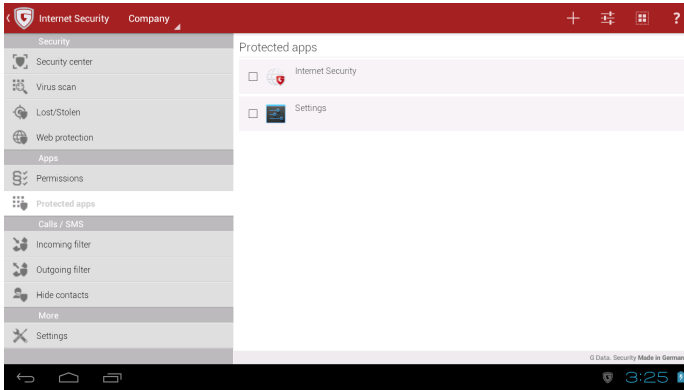 Internet Security Company ?
Security
Security center
Virus scan
Lost/Stolen
Web protection
Apps
Permissions
Protected apps
Calls / SMS
Incoming filter
Outgoing filter
Hide contacts
More
Settings
Protected apps
Internet Security
Settings
G Data. Security Made in German
3:25